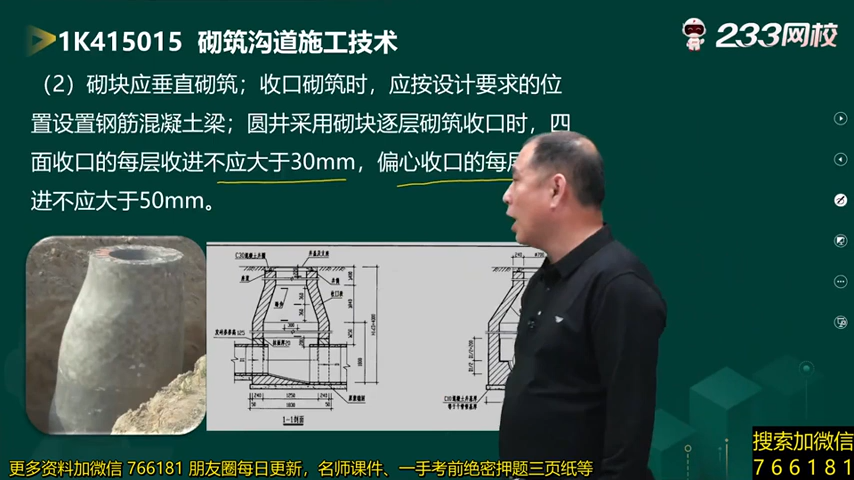 1K415015 砌筑沟道施工技术
233网校
（2）砌块应垂直砌筑；收口砌筑时，应按设计要求的位
置设置钢筋混凝土梁；圆井采用砌块逐层砌筑收口时，四
面收口的每层收进不应大于30mm，偏心收口的每
进不应大于50mm。
1-1剖面
搜索加微信
766181
更多资料加微信 766181 朋友圈每日更新，名师课件、一手考前绝密押题三页纸等